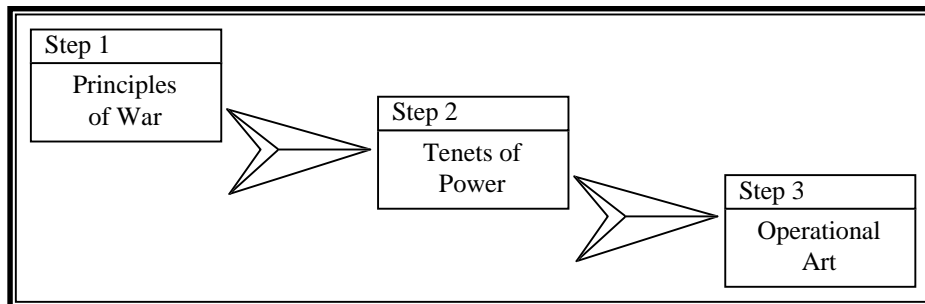 Step 1
Principles
of War
Step 2
Tenets of
Power
Step 3
Operational
Art